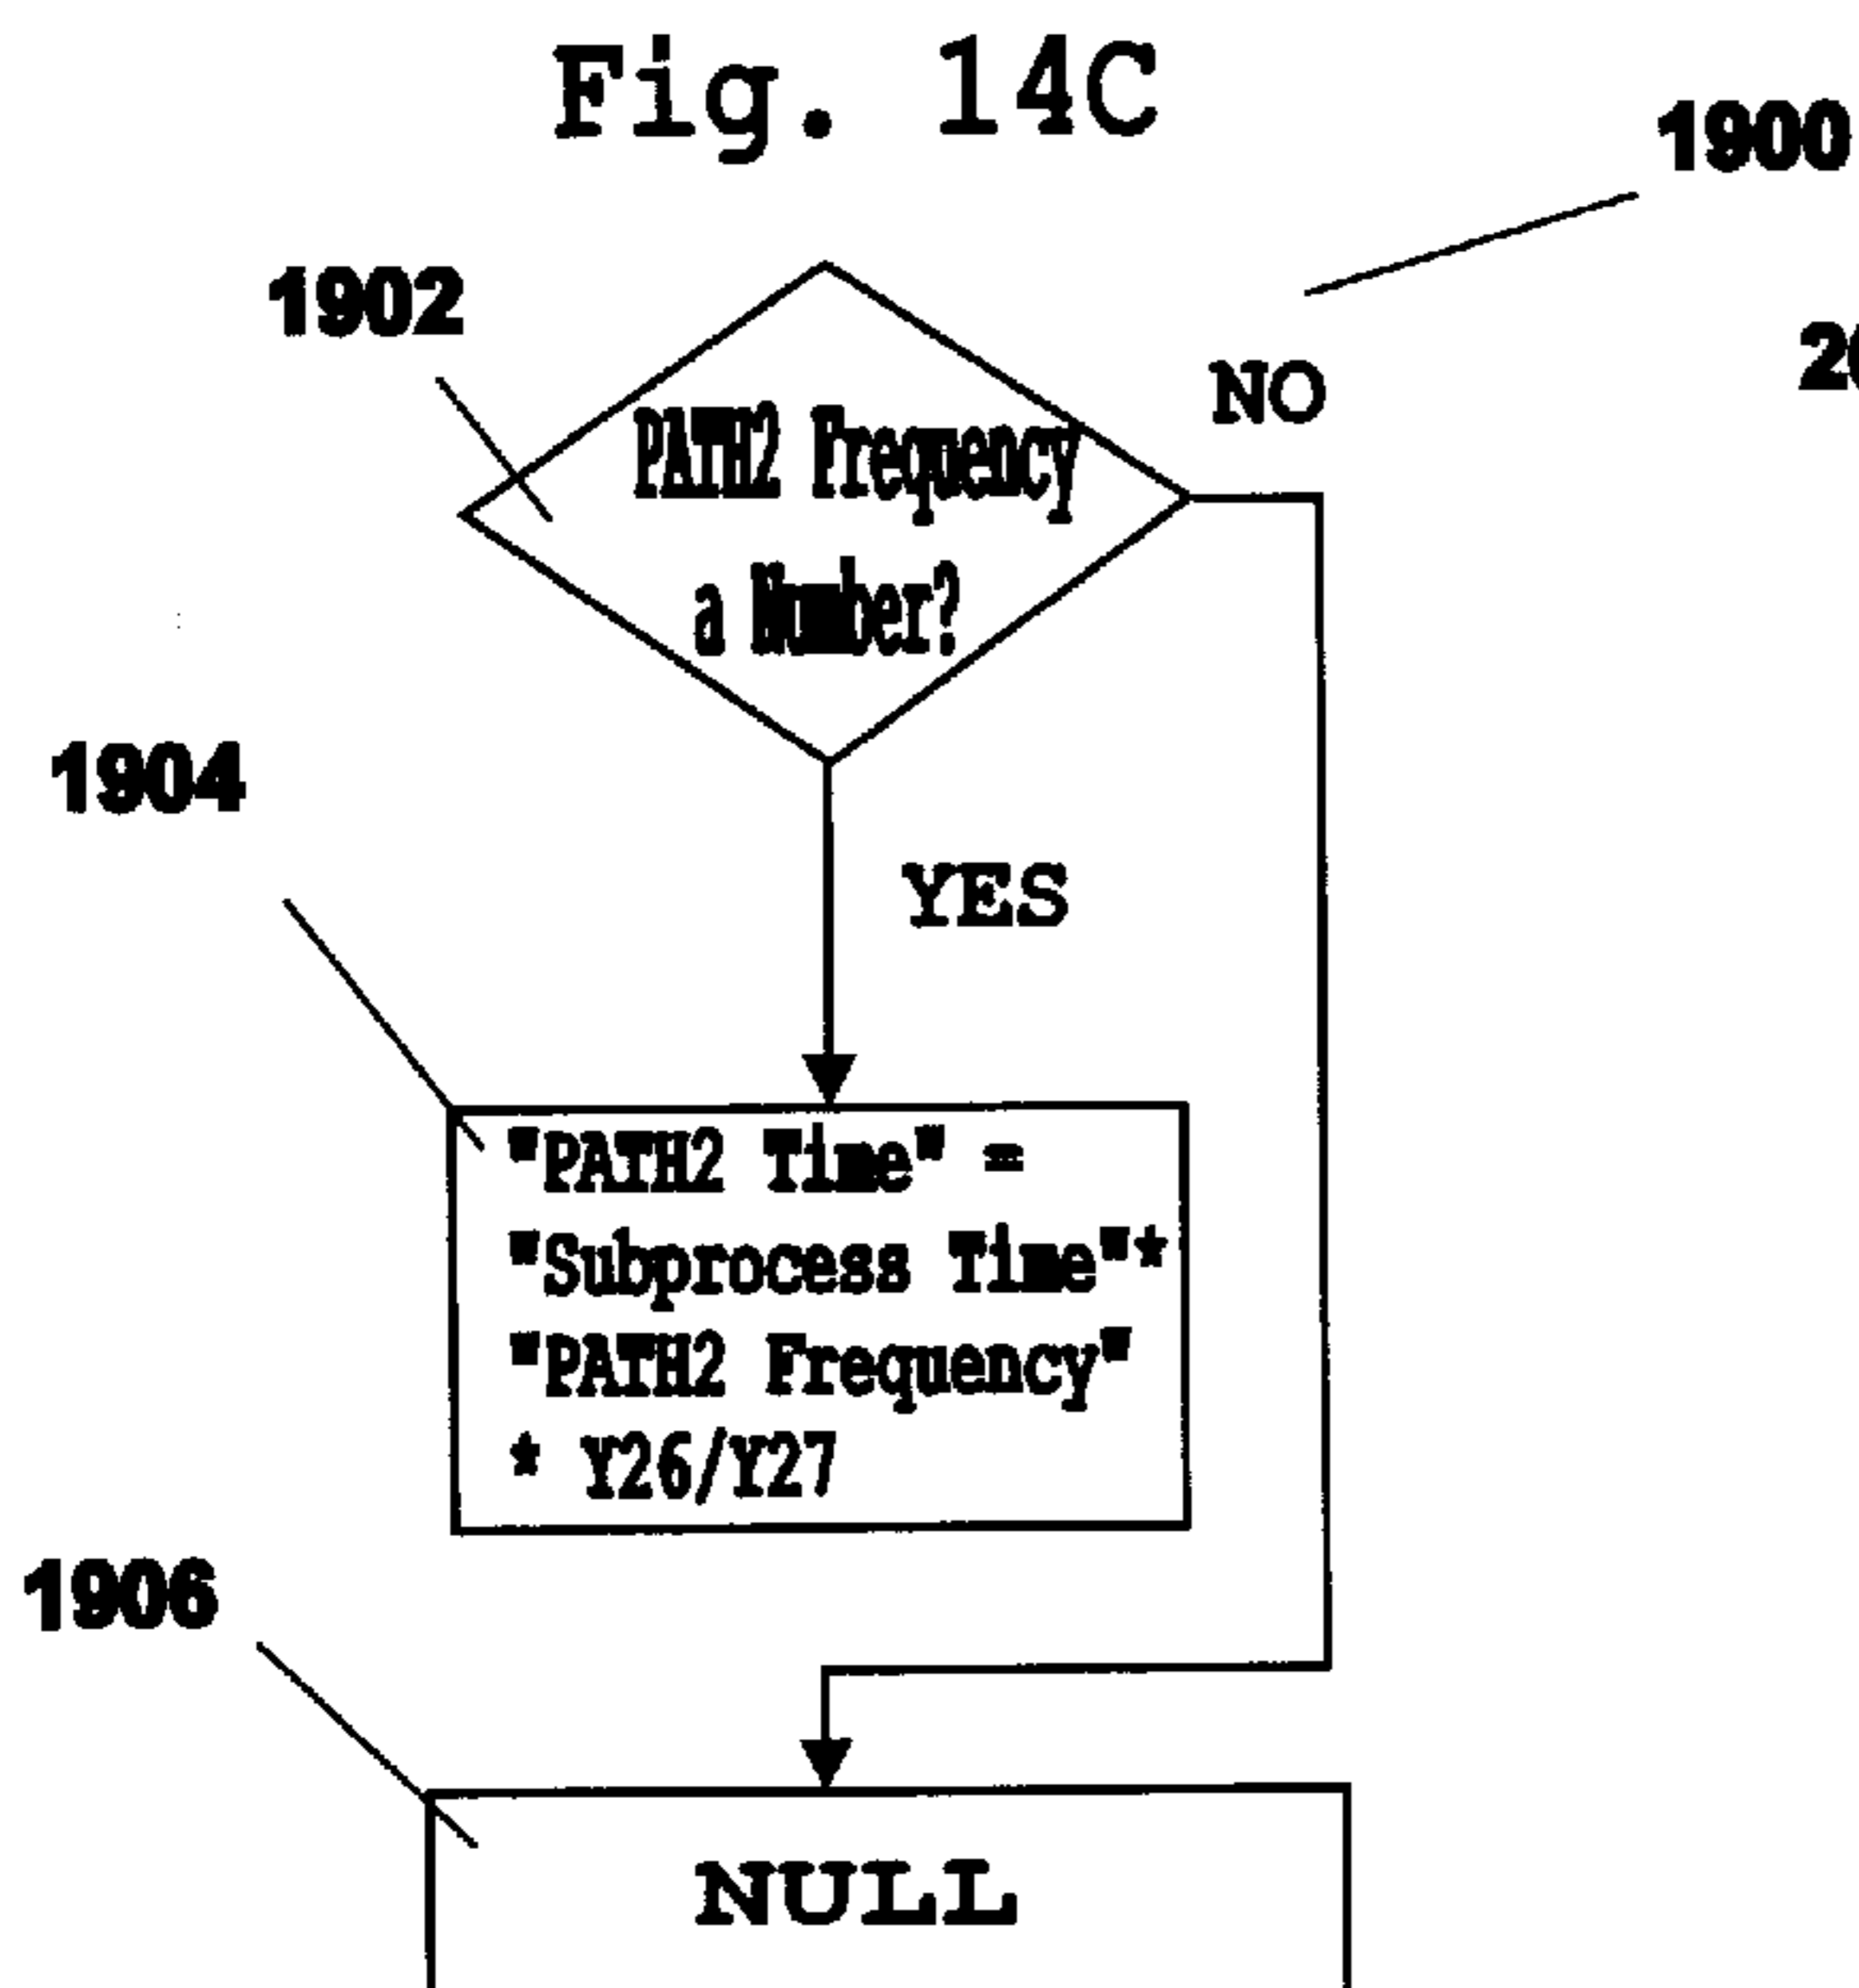 Fig. 14C
1900
1902
NO
PATH2 Frequency
a Number?
1904
YES
"PATH2 Time" =
"Subprocess Time"*
"PATH2 Frequency"
* Y26/Y27
1906
NULL